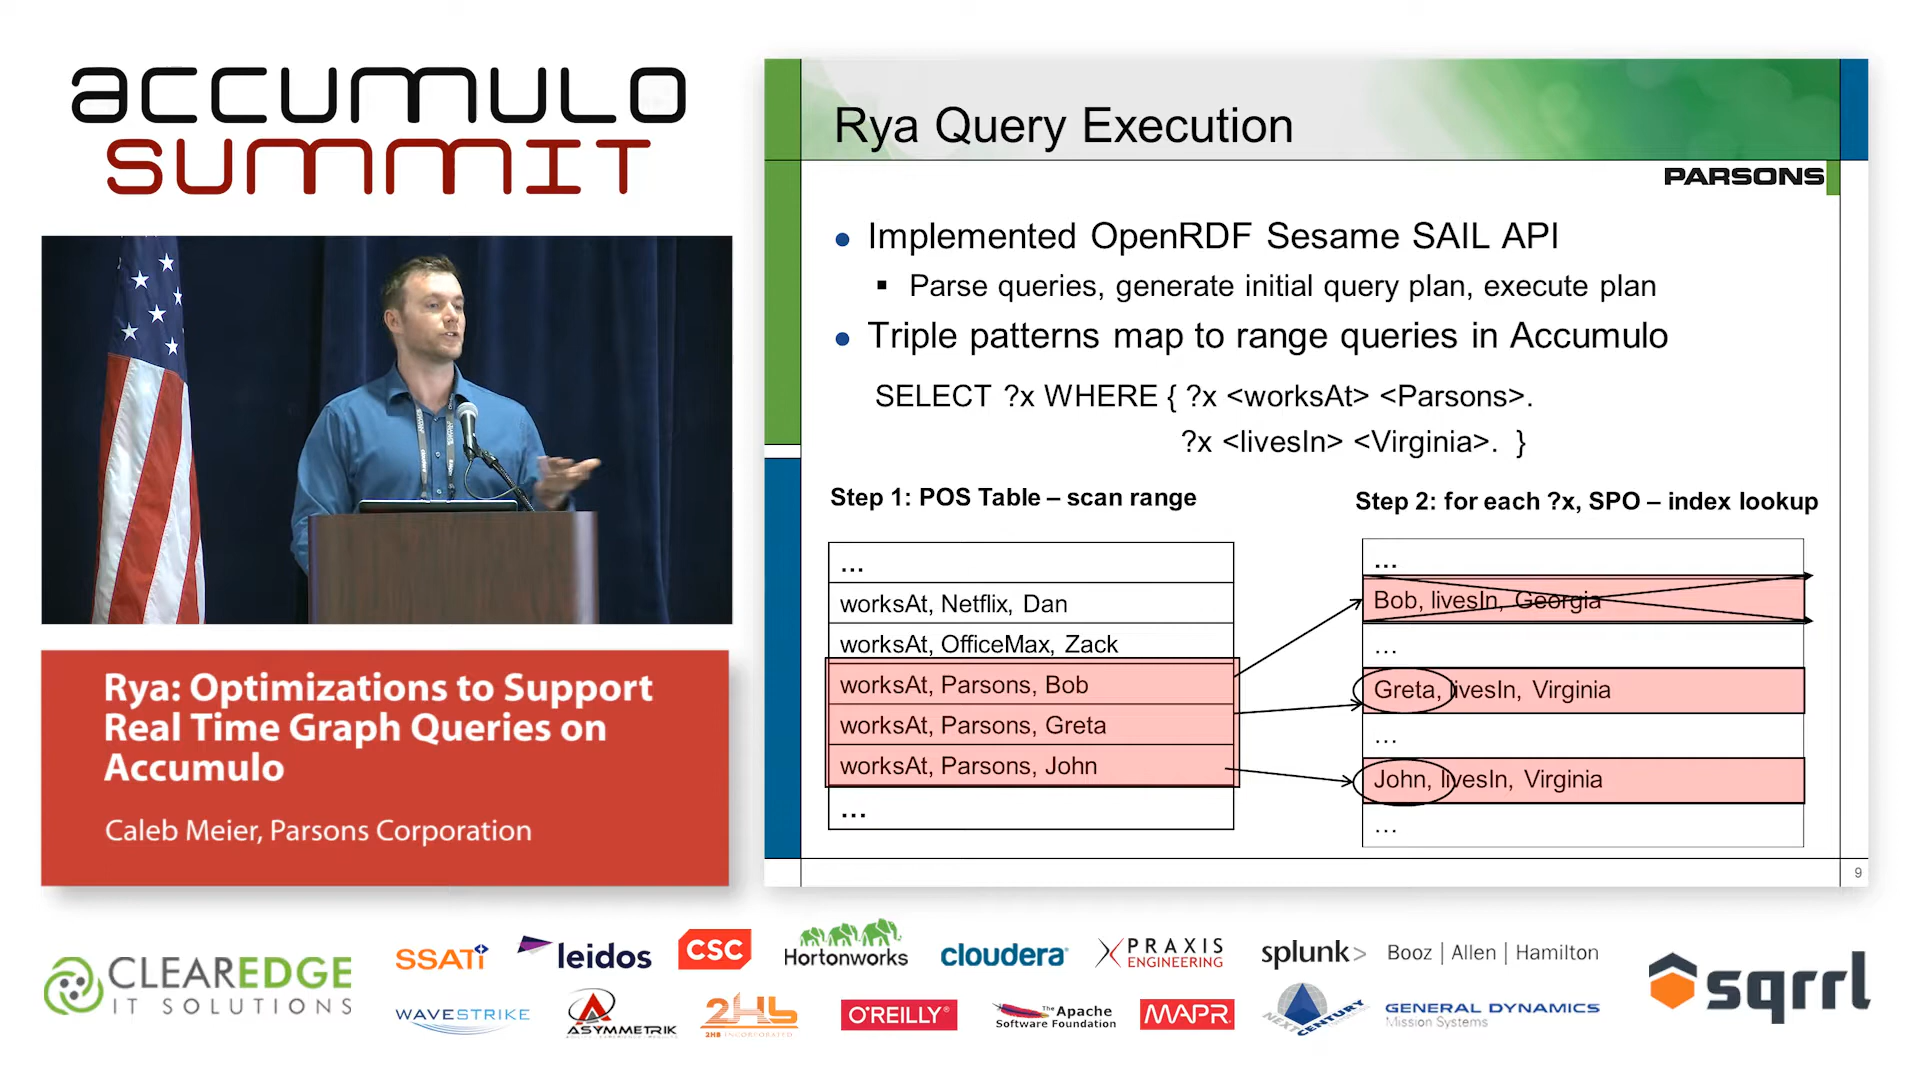 ACCUMULO
SUMMIT
Rya: Optimizations to Support
Real Time Graph Queries on
Accumulo
Caleb Meier, Parsons Corporation
Rya Query Execution
PARSONS
• Implemented OpenRDF Sesame SAIL API
▪ Parse queries, generate initial query plan, execute plan
• Triple patterns map to range queries in Accumulo
SELECT ?x WHERE { ?x <worksAt> <Parsons>.
?x <livesIn> <Virginia>. }
Step 1: POS Table – scan range
...
worksAt, Netflix, Dan
worksAt, OfficeMax, Zack
worksAt, Parsons, Bob
worksAt, Parsons, Greta
worksAt, Parsons, John
...
Step 2: for each ?x, SPO – index lookup
...
Bob, livesIn, Georgia
...
Greta, livesIn, Virginia
...
John, livesIn, Virginia
...
9
CLEAREDGE
IT SOLUTIONS
SSATi
leidos
CSC
Hortonworks
cloudera
PRAXIS
ENGINEERING
splunk>
Booz | Allen | Hamilton
sqrrl
WAVESTRIKE
ASYMMETRIK
2HB
2HB INCORPORATED
O'REILLY
The Apache
Software Foundation
MAPR
NEXT CENTURY
GENERAL DYNAMICS
Mission Systems